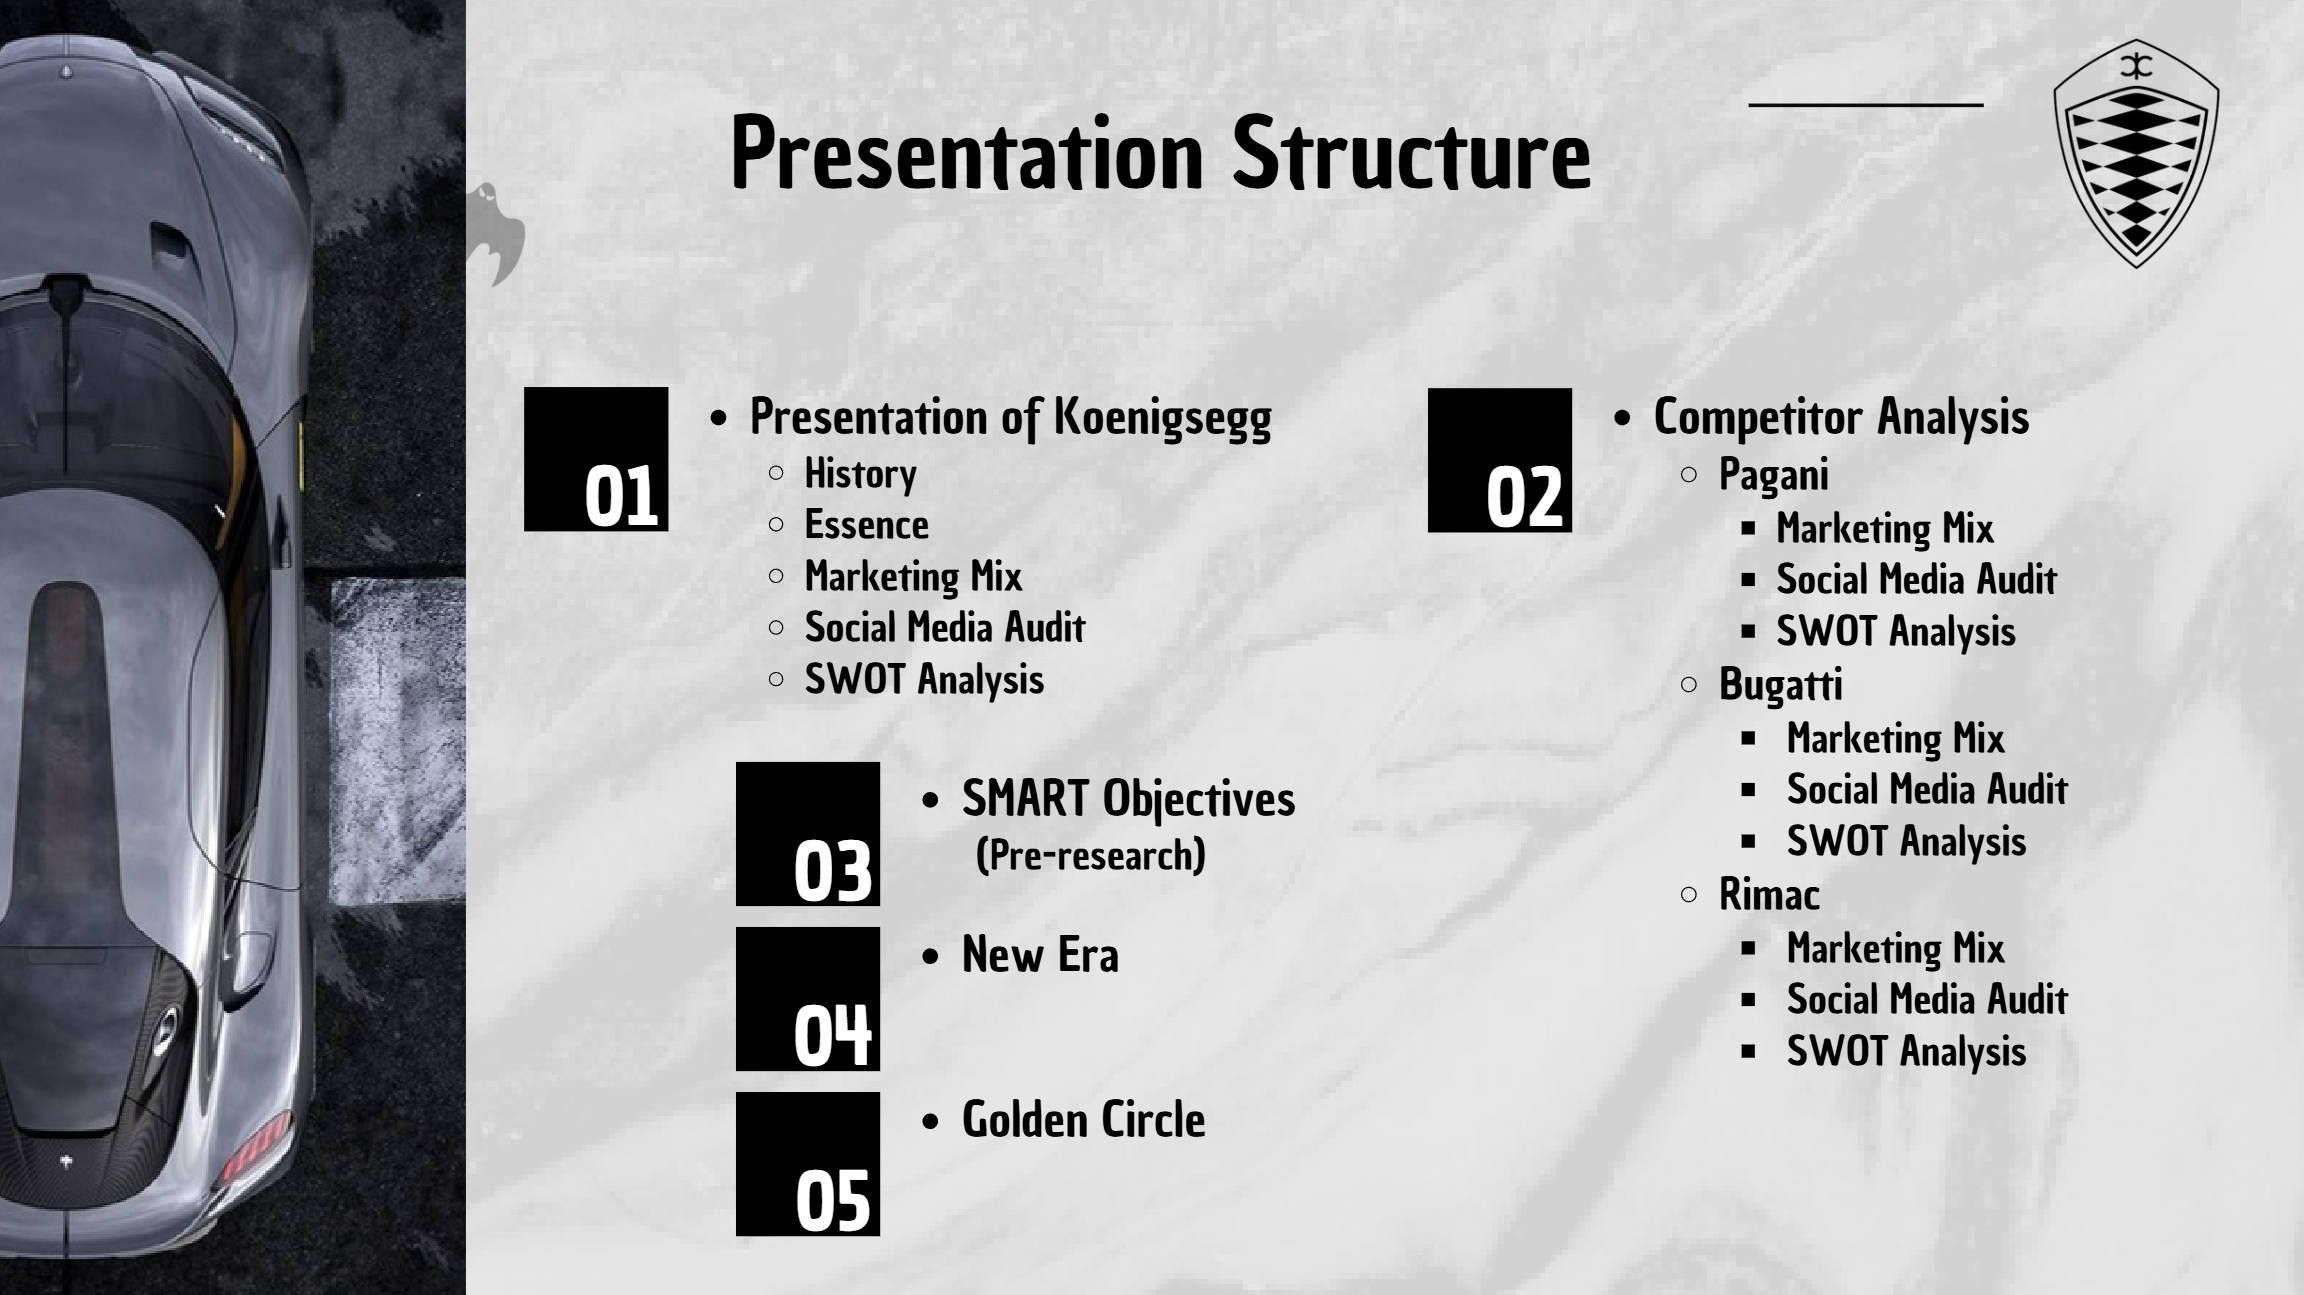 Presentation Structure
01
• Presentation of Koenigsegg
○ History
○ Essence
○ Marketing Mix
○ Social Media Audit
○ SWOT Analysis
02
• Competitor Analysis
○ Pagani
▪ Marketing Mix
▪ Social Media Audit
▪ SWOT Analysis
○ Bugatti
▪ Marketing Mix
▪ Social Media Audit
▪ SWOT Analysis
○ Rimac
▪ Marketing Mix
▪ Social Media Audit
▪ SWOT Analysis
03
• SMART Objectives
(Pre-research)
04
• New Era
05
• Golden Circle